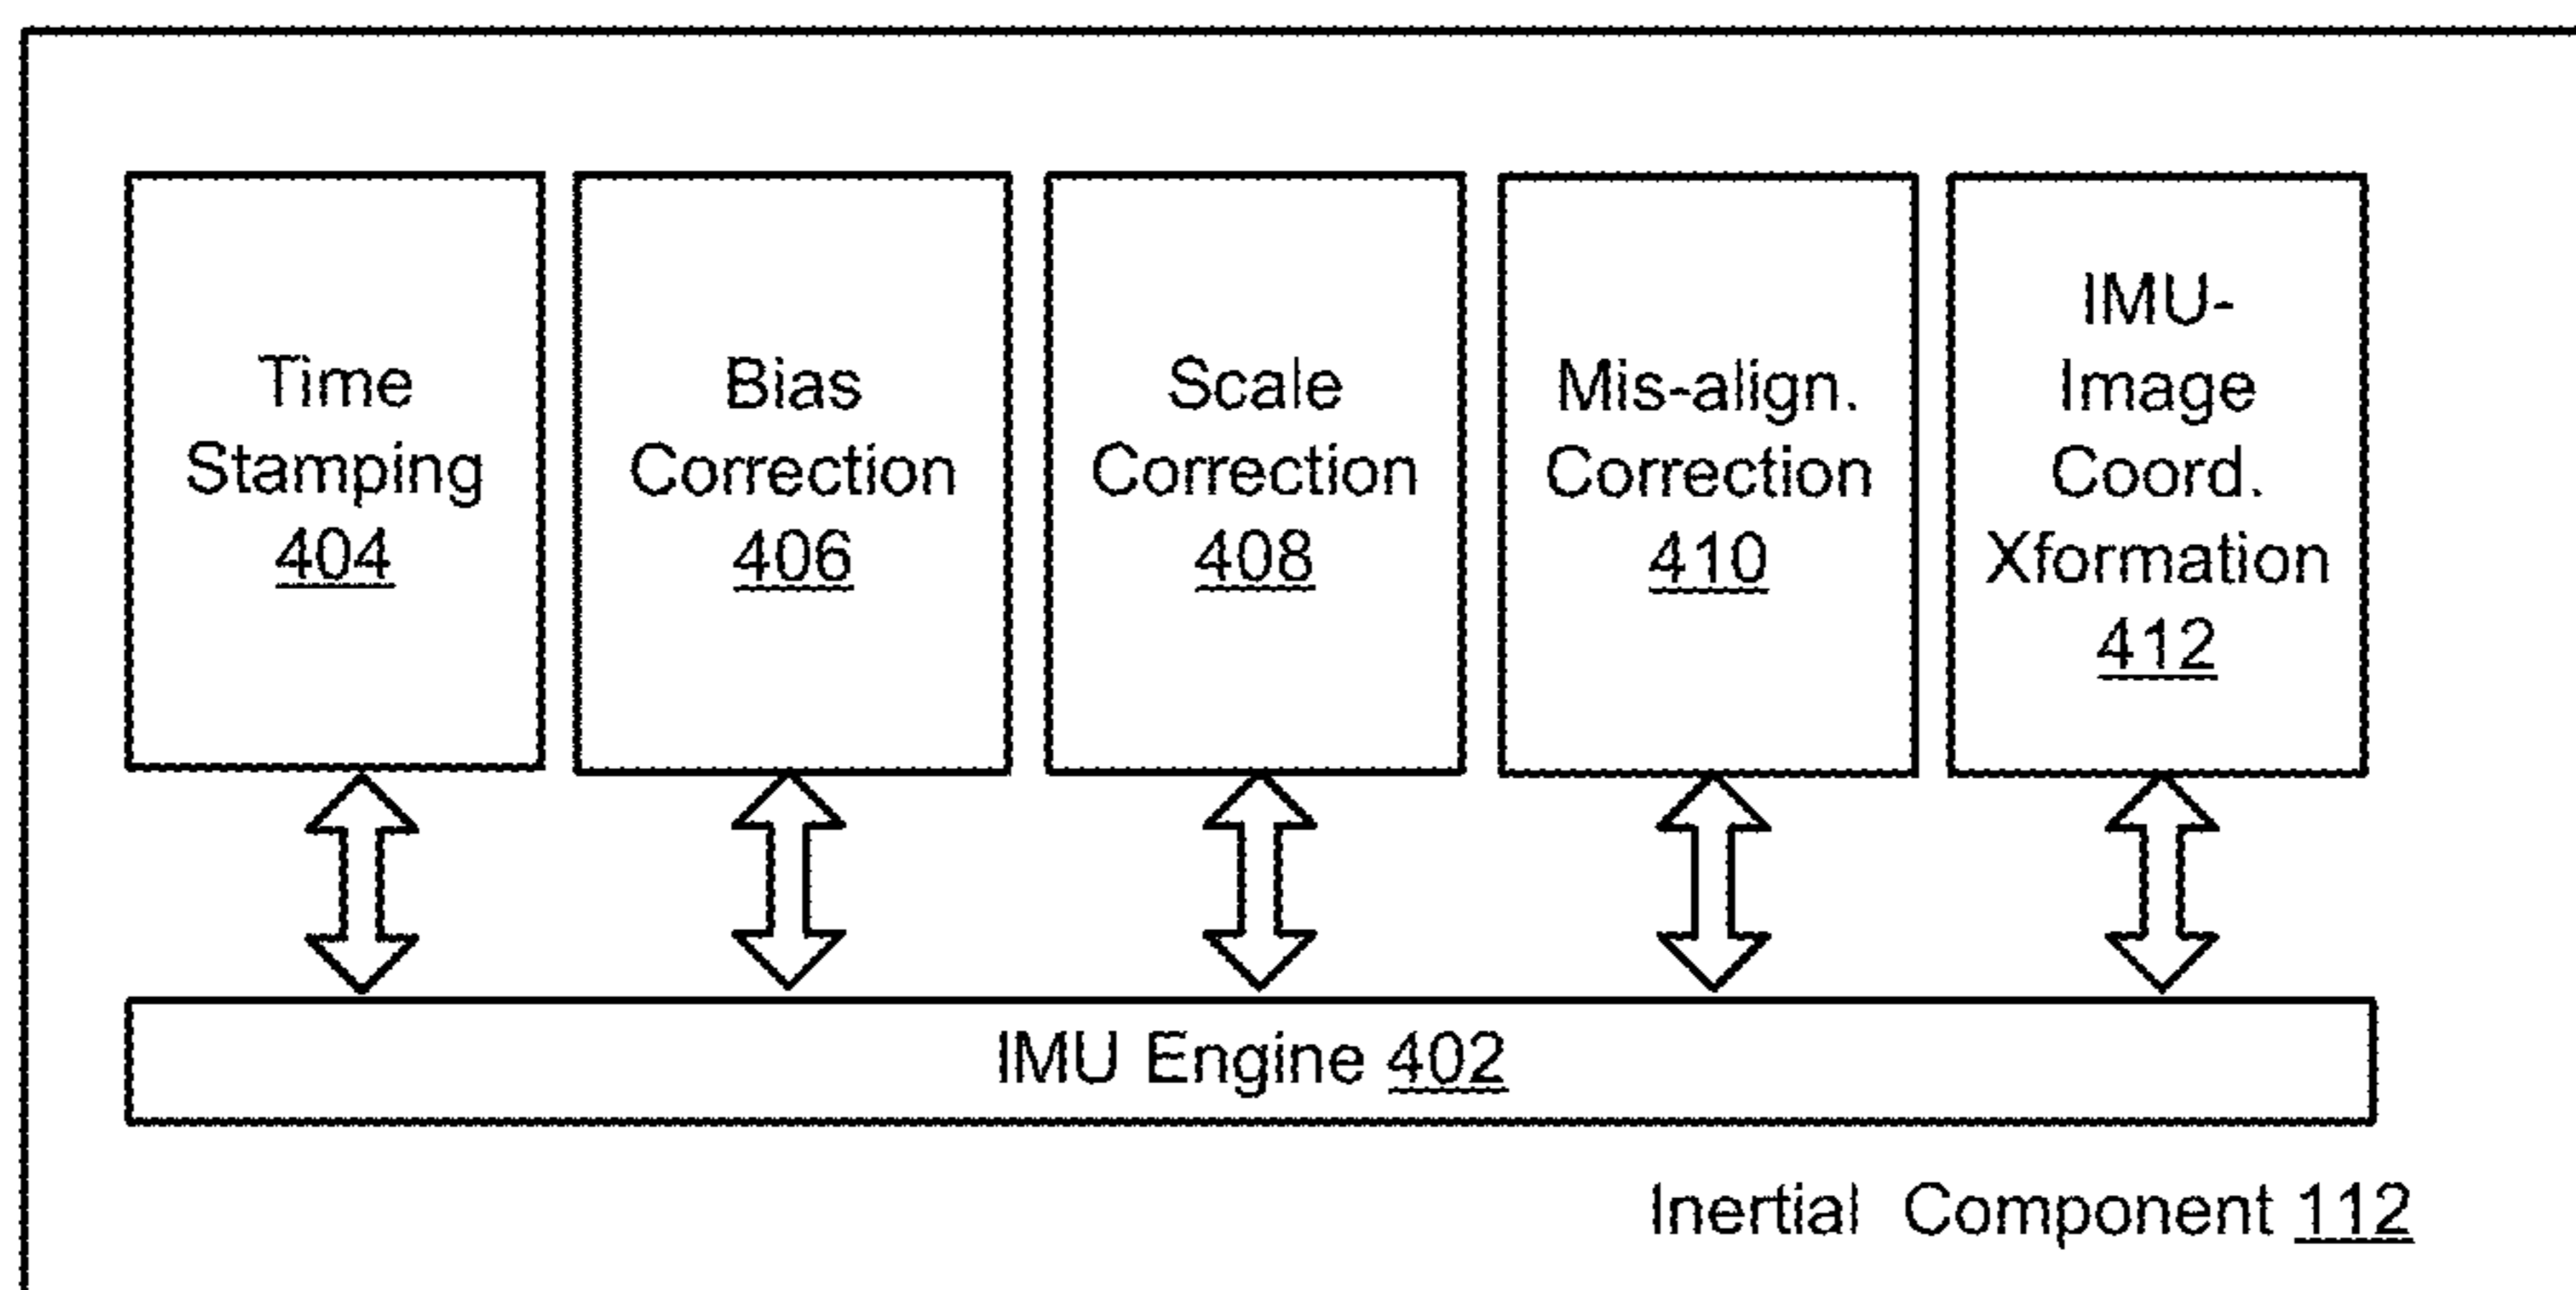 Time
Stamping
404
Bias
Correction
406
Scale
Correction
408
Mis-align.
Correction
410
IMU-
Image
Coord.
Xformation
412
IMU Engine 402
Inertial Component 112